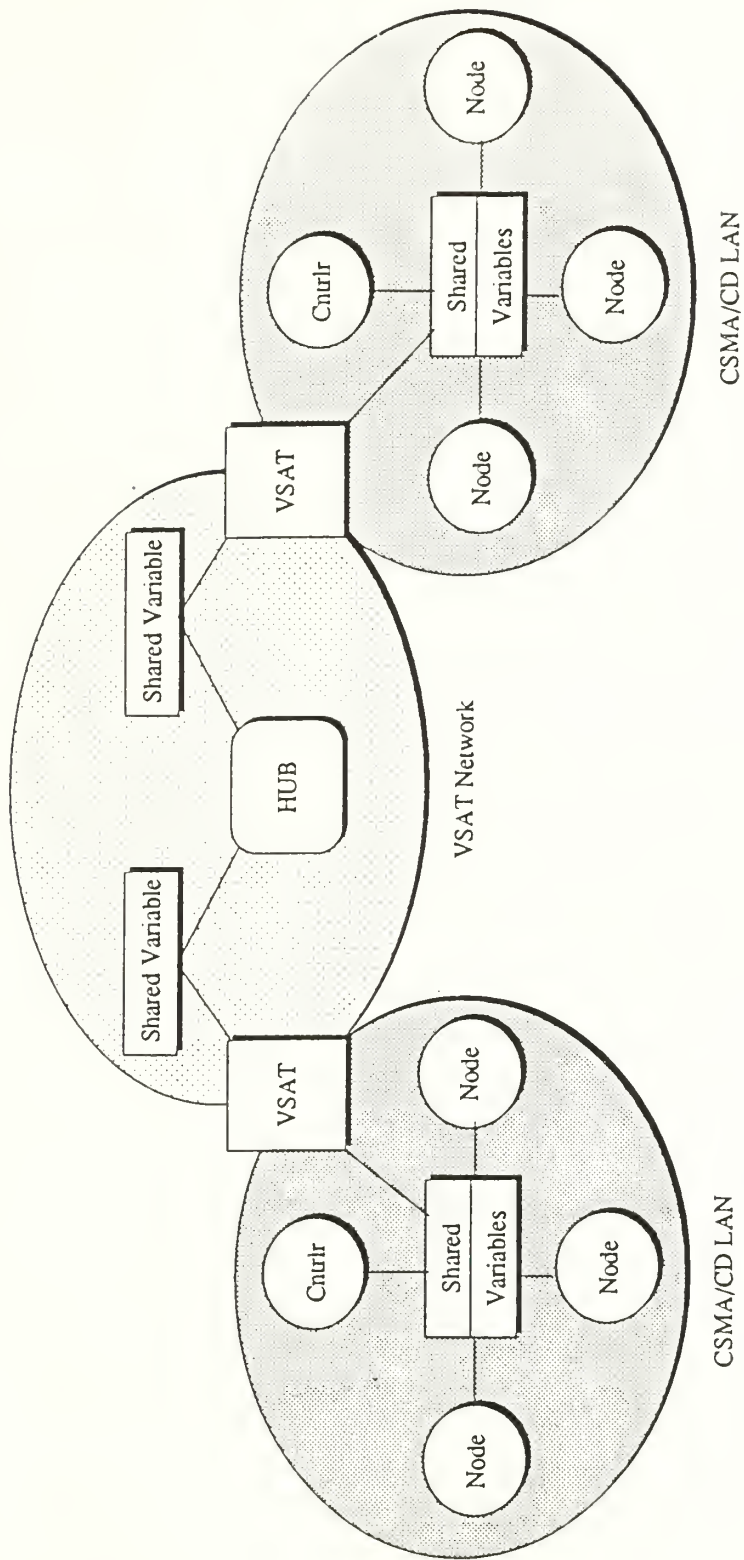 Shared Variable
Shared Variable
VSAT
HUB
VSAT
VSAT Network
Cntrlr
Node
Shared
Variables
Node
Node
CSMA/CD LAN
Cntrlr
Node
Shared
Variables
Node
Node
CSMA/CD LAN